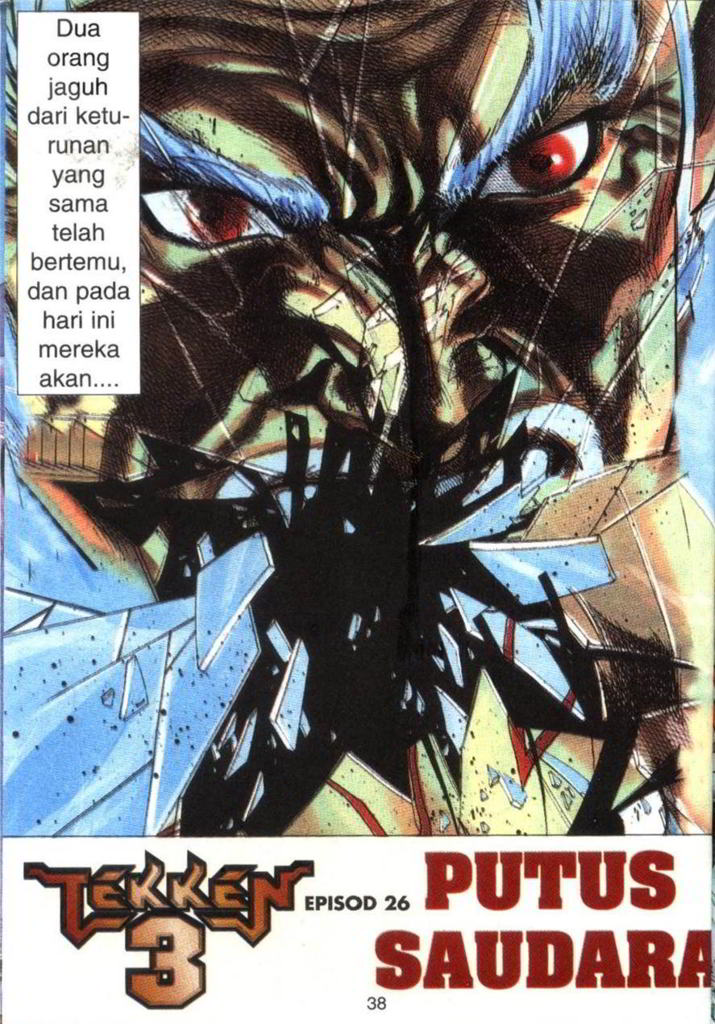 Dua
orang
jaguh
dari ketu-
runan
yang
sama
telah
bertemu,
dan pada
hari ini
mereka
akan....
TEKKEN
3
EPISOD 26
PUTUS
SAUDARA
38